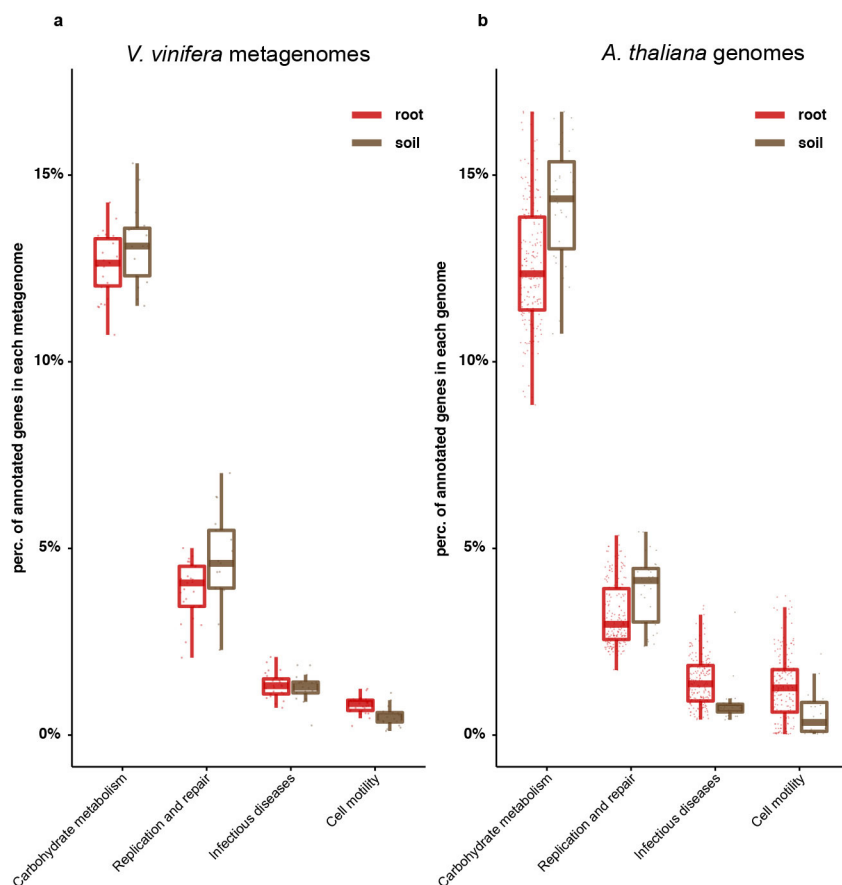 a
V. vinifera metagenomes
root
soil
perc. of annotated genes in each metagenome
15%
10%
5%
0%
Carbohydrate metabolism
Replication and repair
Infectious diseases
Cell motility
b
A. thaliana genomes
root
soil
perc. of annotated genes in each genome
15%
10%
5%
0%
Carbohydrate metabolism
Replication and repair
Infectious diseases
Cell motility